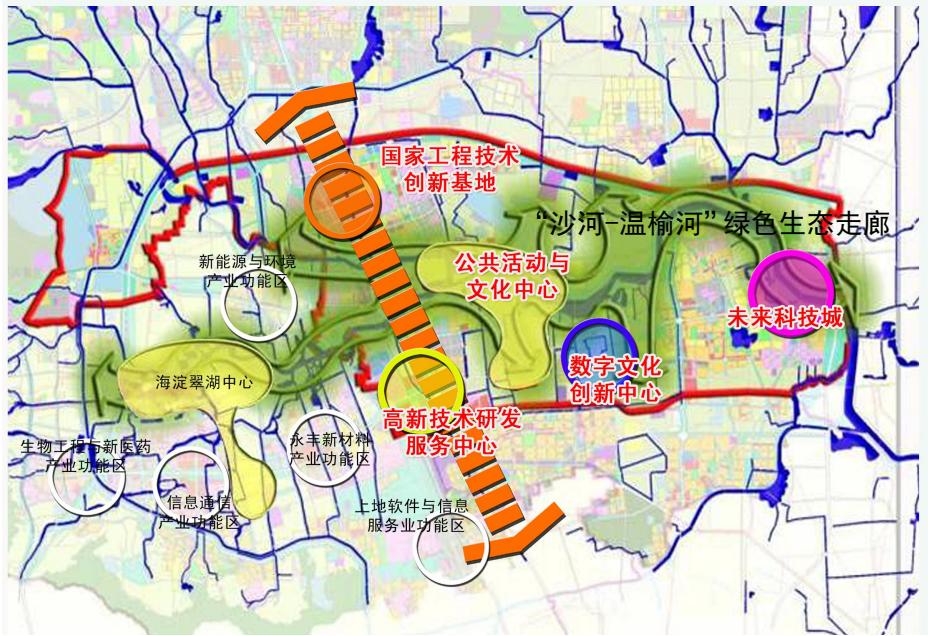 国家工程技术
创新基地
“沙河-温榆河”绿色生态走廊
新能源与环境
产业功能区
公共活动与
文化中心
未来科技城
数字文化
创新中心
海淀翠湖中心
高新技术研发
服务中心
永丰新材料
产业功能区
生物工程与新医药
产业功能区
信息通信
产业功能区
上地软件与信息
服务业功能区